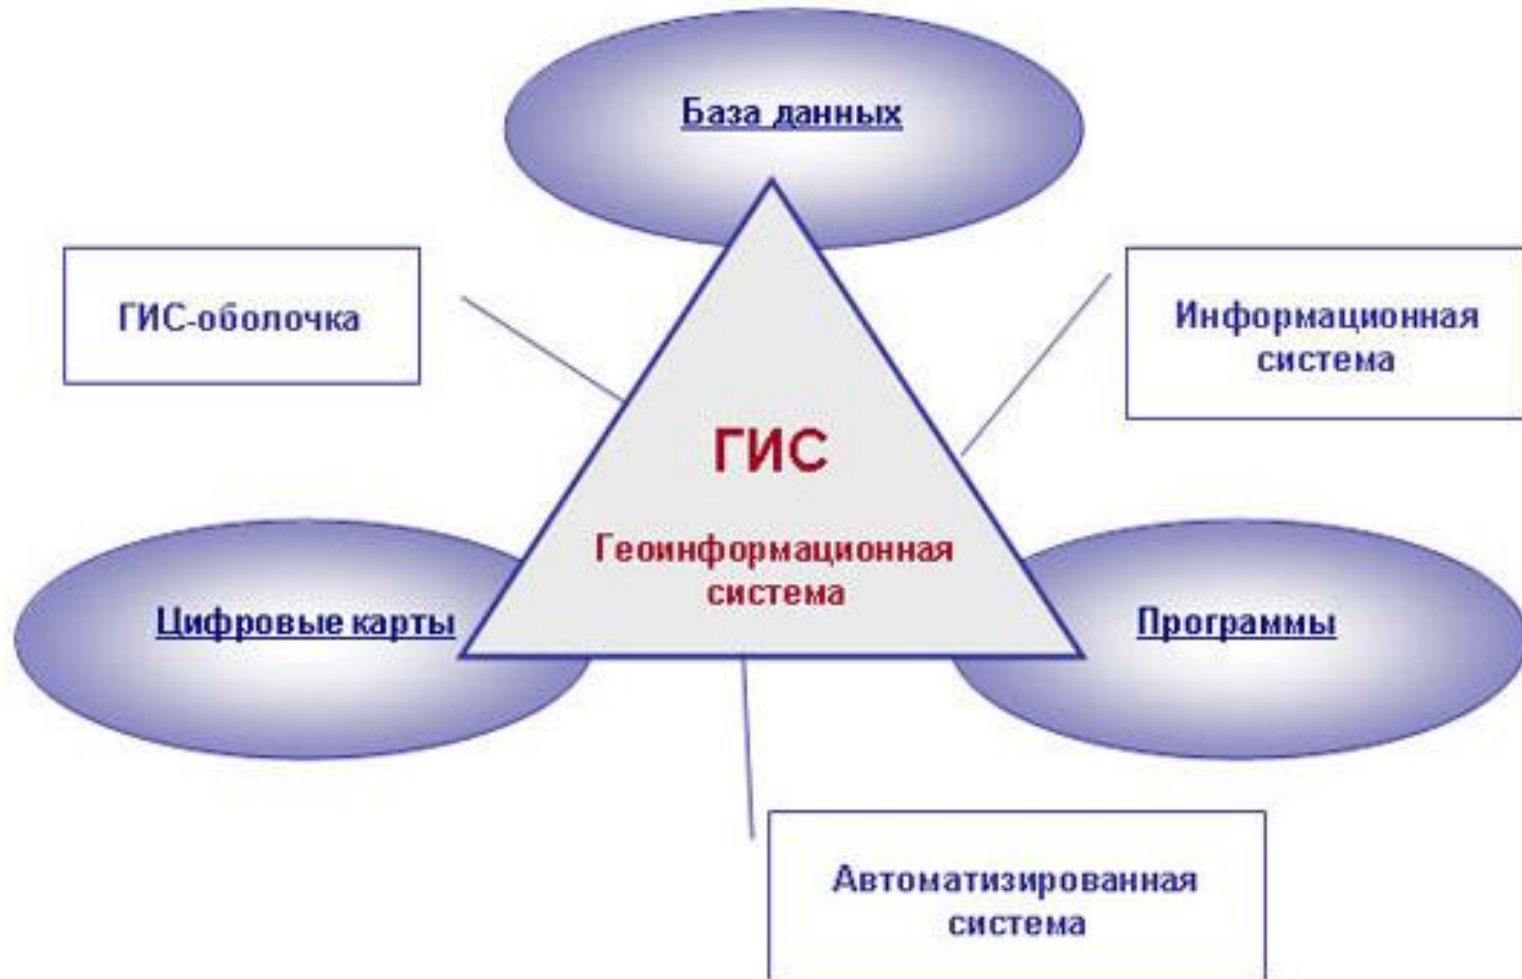 База данных
ГИС-оболочка
Информационная
система
ГИС
Геоинформационная
система
Цифровые карты
Программы
Автоматизированная
система